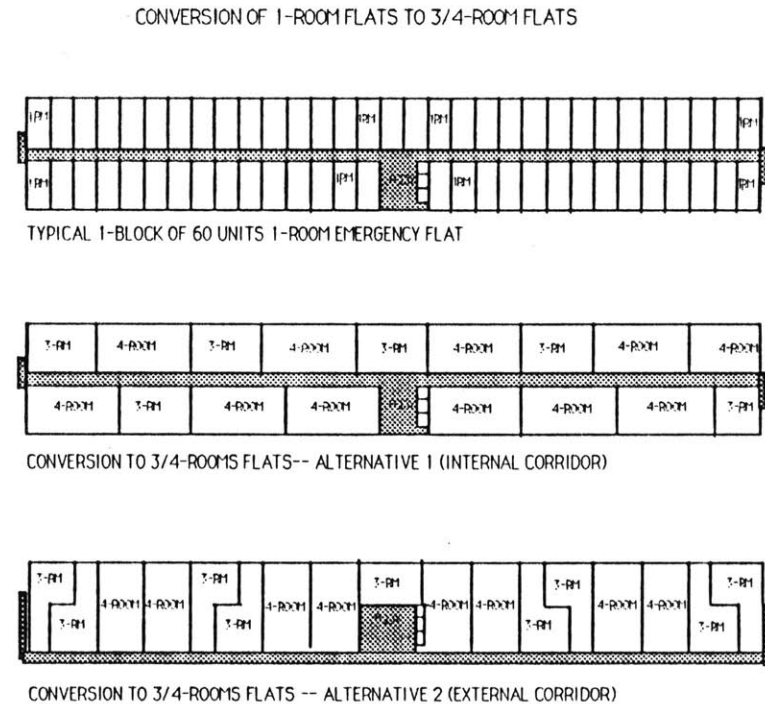 CONVERSION OF 1-ROOM FLATS TO 3/4-ROOM FLATS
1RM 1RM 1RM 1RM
1RM 1RM 1RM 1RM
TYPICAL 1-BLOCK OF 60 UNITS 1-ROOM EMERGENCY FLAT
3-RM 4-ROOM 3-RM 4-ROOM 3-RM 4-ROOM 3-RM 4-ROOM 4-ROOM
4-ROOM 3-RM 4-ROOM 4-ROOM 4-ROOM 4-ROOM 4-ROOM 3-RM
CONVERSION TO 3/4-ROOMS FLATS-- ALTERNATIVE 1 (INTERNAL CORRIDOR)
3-RM 3-RM 3-RM 3-RM 3-RM
4-ROOM 4-ROOM 4-ROOM 4-ROOM 4-ROOM 4-ROOM 4-ROOM 4-ROOM
3-RM 3-RM 3-RM 3-RM
CONVERSION TO 3/4-ROOMS FLATS -- ALTERNATIVE 2 (EXTERNAL CORRIDOR)